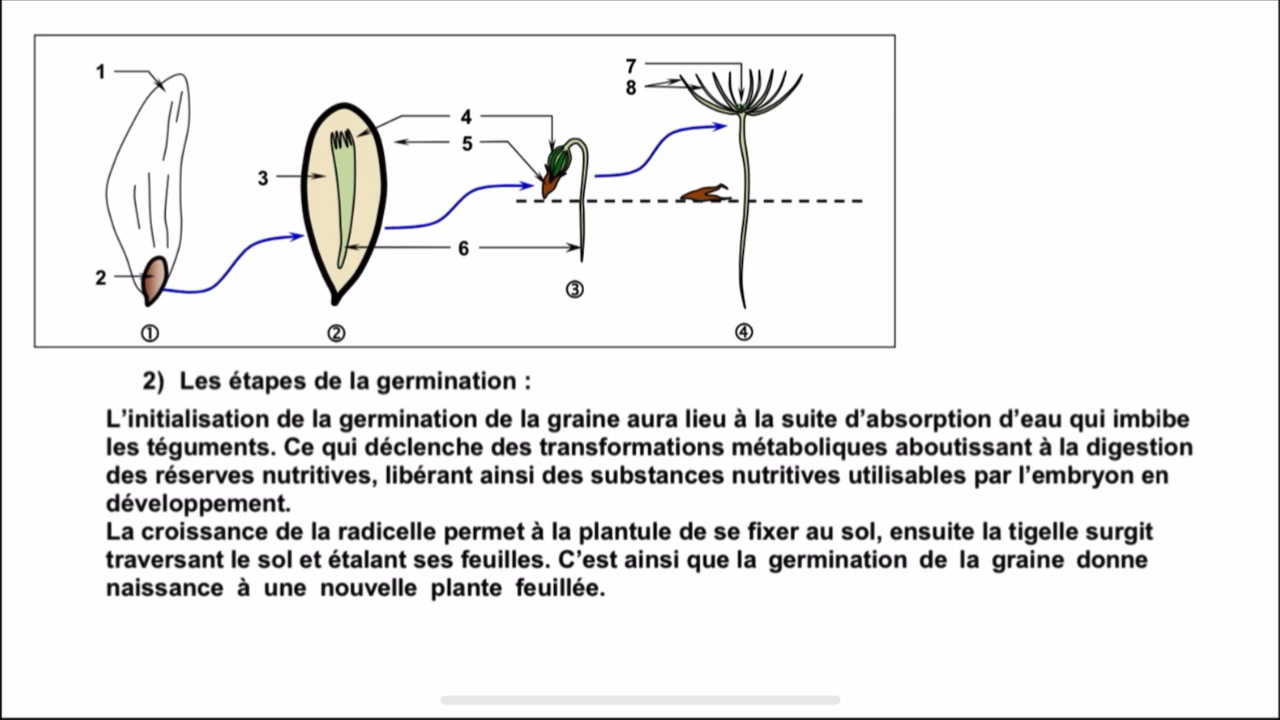 1
7
8
4
5
3
6
2
③
①
②
④
2) Les étapes de la germination :
L'initialisation de la germination de la graine aura lieu à la suite d'absorption d'eau qui imbibe
les téguments. Ce qui déclenche des transformations métaboliques aboutissant à la digestion
des réserves nutritives, libérant ainsi des substances nutritives utilisables par l'embryon en
développement.
La croissance de la radicelle permet à la plantule de se fixer au sol, ensuite la tigelle surgit
traversant le sol et étalant ses feuilles. C'est ainsi que la germination de la graine donne
naissance à une nouvelle plante feuillée.